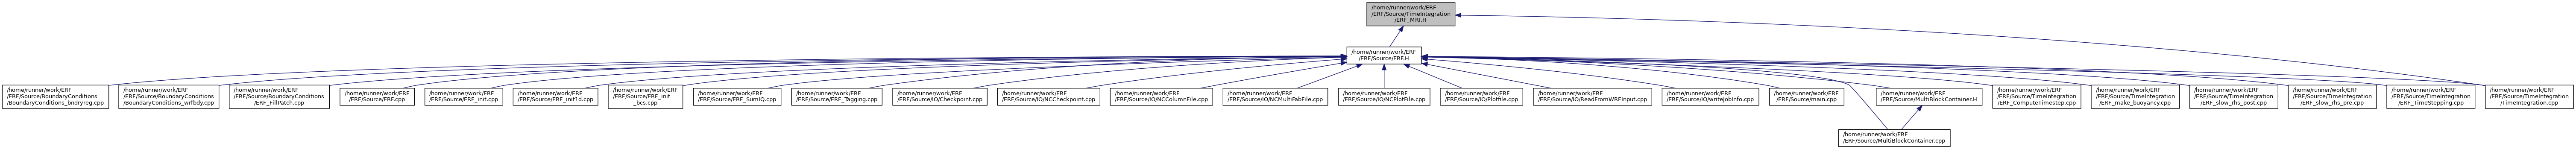 /home/runner/work/ERF
/ERF/Source/TimeIntegration
/ERF_MRI.H
/home/runner/work/ERF
/ERF/Source/ERF.H
/home/runner/work/ERF
/ERF/Source/BoundaryConditions
/BoundaryConditions_bndryreg.cpp
/home/runner/work/ERF
/ERF/Source/BoundaryConditions
/BoundaryConditions_wrfbdy.cpp
/home/runner/work/ERF
/ERF/Source/BoundaryConditions
/ERF_FillPatch.cpp
/home/runner/work/ERF
/ERF/Source/ERF.cpp
/home/runner/work/ERF
/ERF/Source/ERF_init.cpp
/home/runner/work/ERF
/ERF/Source/ERF_init1d.cpp
/home/runner/work/ERF
/ERF/Source/ERF_init
_bcs.cpp
/home/runner/work/ERF
/ERF/Source/ERF_SumIQ.cpp
/home/runner/work/ERF
/ERF/Source/ERF_Tagging.cpp
/home/runner/work/ERF
/ERF/Source/IO/Checkpoint.cpp
/home/runner/work/ERF
/ERF/Source/IO/NCCheckpoint.cpp
/home/runner/work/ERF
/ERF/Source/IO/NCColumnFile.cpp
/home/runner/work/ERF
/ERF/Source/IO/NCMultiFabFile.cpp
/home/runner/work/ERF
/ERF/Source/IO/NCPlotFile.cpp
/home/runner/work/ERF
/ERF/Source/IO/Plotfile.cpp
/home/runner/work/ERF
/ERF/Source/IO/ReadFromWRFInput.cpp
/home/runner/work/ERF
/ERF/Source/IO/writeJobInfo.cpp
/home/runner/work/ERF
/ERF/Source/main.cpp
/home/runner/work/ERF
/ERF/Source/MultiBlockContainer.H
/home/runner/work/ERF
/ERF/Source/TimeIntegration
/ERF_ComputeTimestep.cpp
/home/runner/work/ERF
/ERF/Source/TimeIntegration
/ERF_make_buoyancy.cpp
/home/runner/work/ERF
/ERF/Source/TimeIntegration
/ERF_slow_rhs_post.cpp
/home/runner/work/ERF
/ERF/Source/TimeIntegration
/ERF_slow_rhs_pre.cpp
/home/runner/work/ERF
/ERF/Source/TimeIntegration
/ERF_TimeStepping.cpp
/home/runner/work/ERF
/ERF/Source/TimeIntegration
/TimeIntegration.cpp
/home/runner/work/ERF
/ERF/Source/MultiBlockContainer.cpp